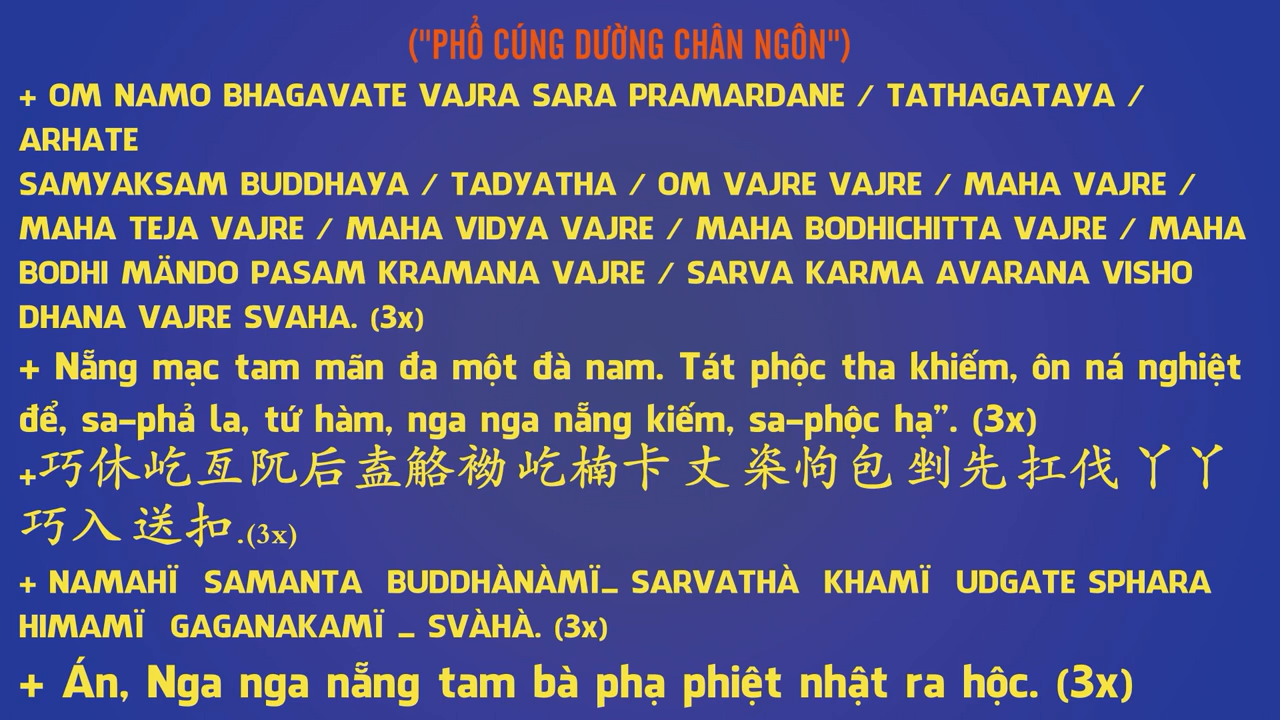 ("PHỔ CÚNG DƯỜNG CHÂN NGÔN")
+ OM NAMO BHAGAVATE VAJRA SARA PRAMARDANE / TATHAGATAYA /
ARHATE
SAMYAKSAM BUDDHAYA / TADYATHA / OM VAJRE VAJRE / MAHA VAJRE /
MAHA TEJA VAJRE / MAHA VIDYA VAJRE / MAHA BODHICHITTA VAJRE / MAHA
BODHI MÄNDO PASAM KRAMANA VAJRE / SARVA KARMA AVARANA VISHO
DHANA VAJRE SVAHA. (3x)
+ Nẵng mạc tam mãn đa một đà nam. Tát phộc tha khiếm, ôn ná nghiệt
để, sa-phả la, tứ hàm, nga nga nẵng kiếm, sa-phộc hạ”. (3x)
+巧休屹亙阢后盍觡袎屹楠卡丈桼怐包剉先扛伐丫丫
巧入送扣.(3x)
+ NAMAHÏ SAMANTA BUDDHÀNÀMÏ_ SARVATHÀ KHAMÏ UDGATE SPHARA
HIMAMÏ GAGANAKAMÏ _ SVÀHÀ. (3x)
+ Án, Nga nga nẵng tam bà phạ phiệt nhật ra hộc. (3x)